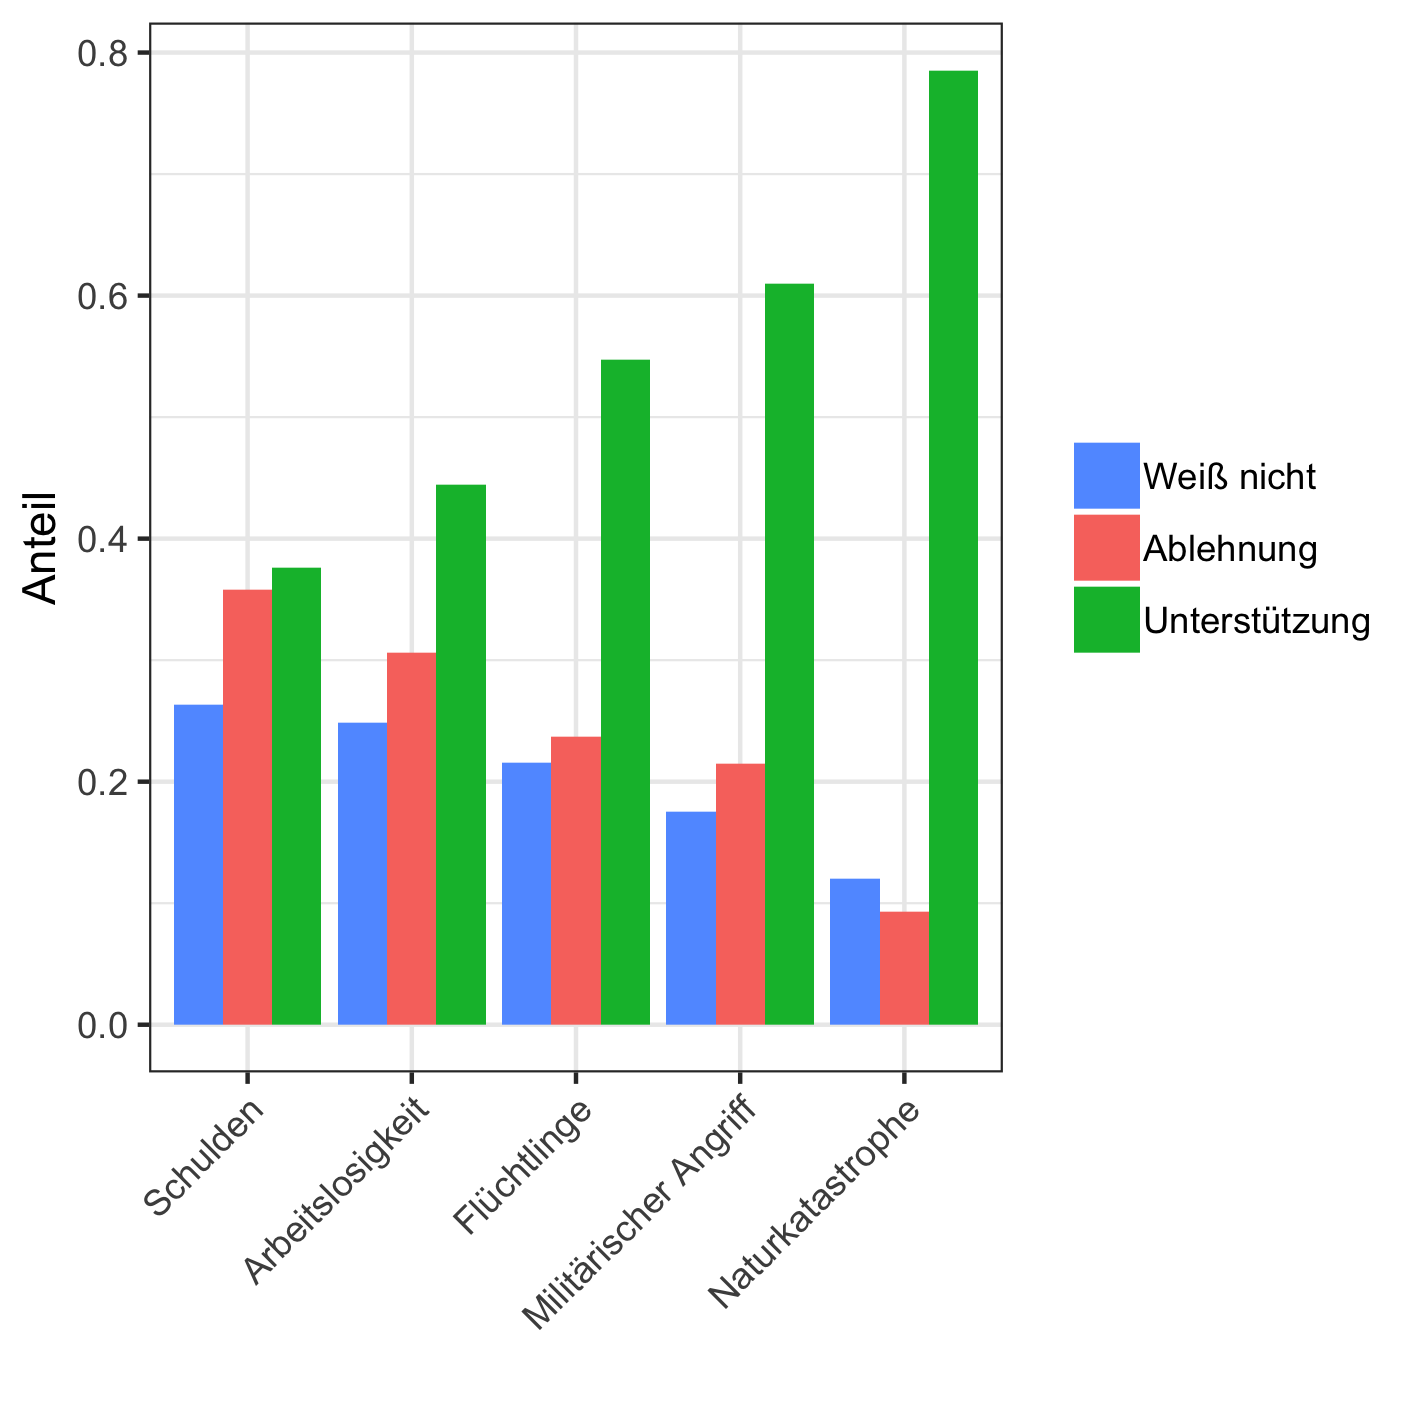 0.8
0.6
0.4
0.2
0.0
Anteil
Schulden
Arbeitslosigkeit
Flüchtlinge
Militärischer Angriff
Naturkatastrophe
Weiß nicht
Ablehnung
Unterstützung